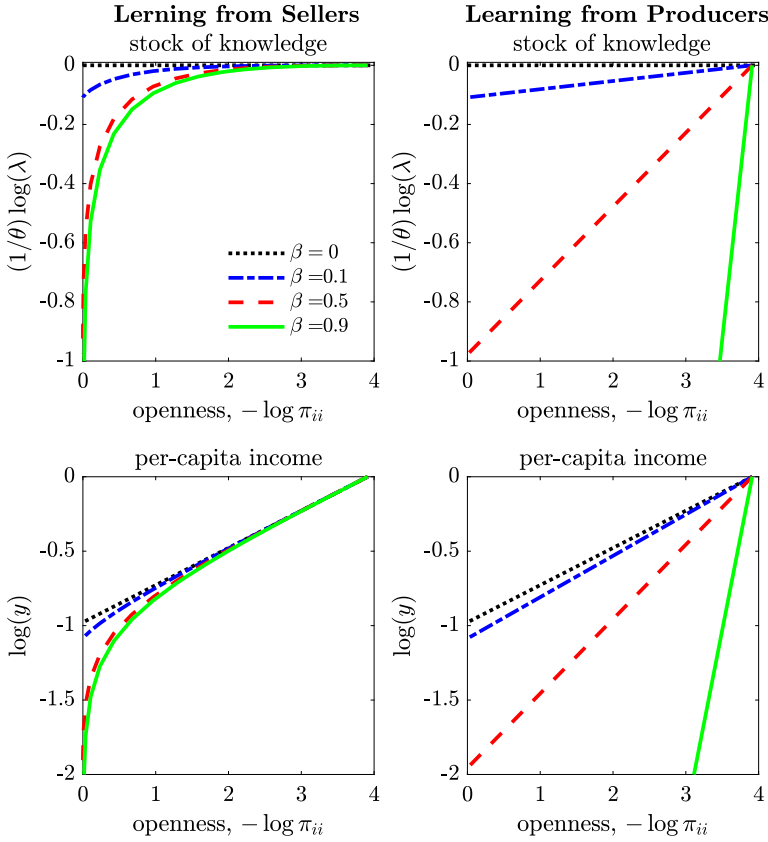 Lerning from Sellers
stock of knowledge
0
-0.2
-0.4
-0.6
-0.8
-1
(1/θ) log(λ)
β = 0
β =0.1
β =0.5
β =0.9
0 1 2 3 4
openness, − log π_ii
Learning from Producers
stock of knowledge
0
-0.2
-0.4
-0.6
-0.8
-1
(1/θ) log(λ)
0 1 2 3 4
openness, − log π_ii
per-capita income
0
-0.5
-1
-1.5
-2
log(y)
0 1 2 3 4
openness, − log π_ii
per-capita income
0
-0.5
-1
-1.5
-2
log(y)
0 1 2 3 4
openness, − log π_ii